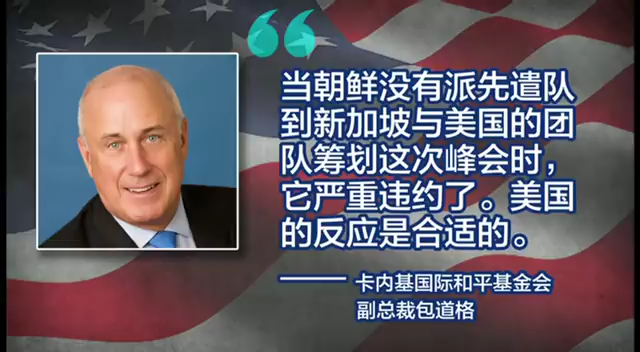 当朝鲜没有派先遣队
到新加坡与美国的团
队筹划这次峰会时，
它严重违约了。美国
的反应是合适的。
—— 卡内基国际和平基金会
副总裁包道格